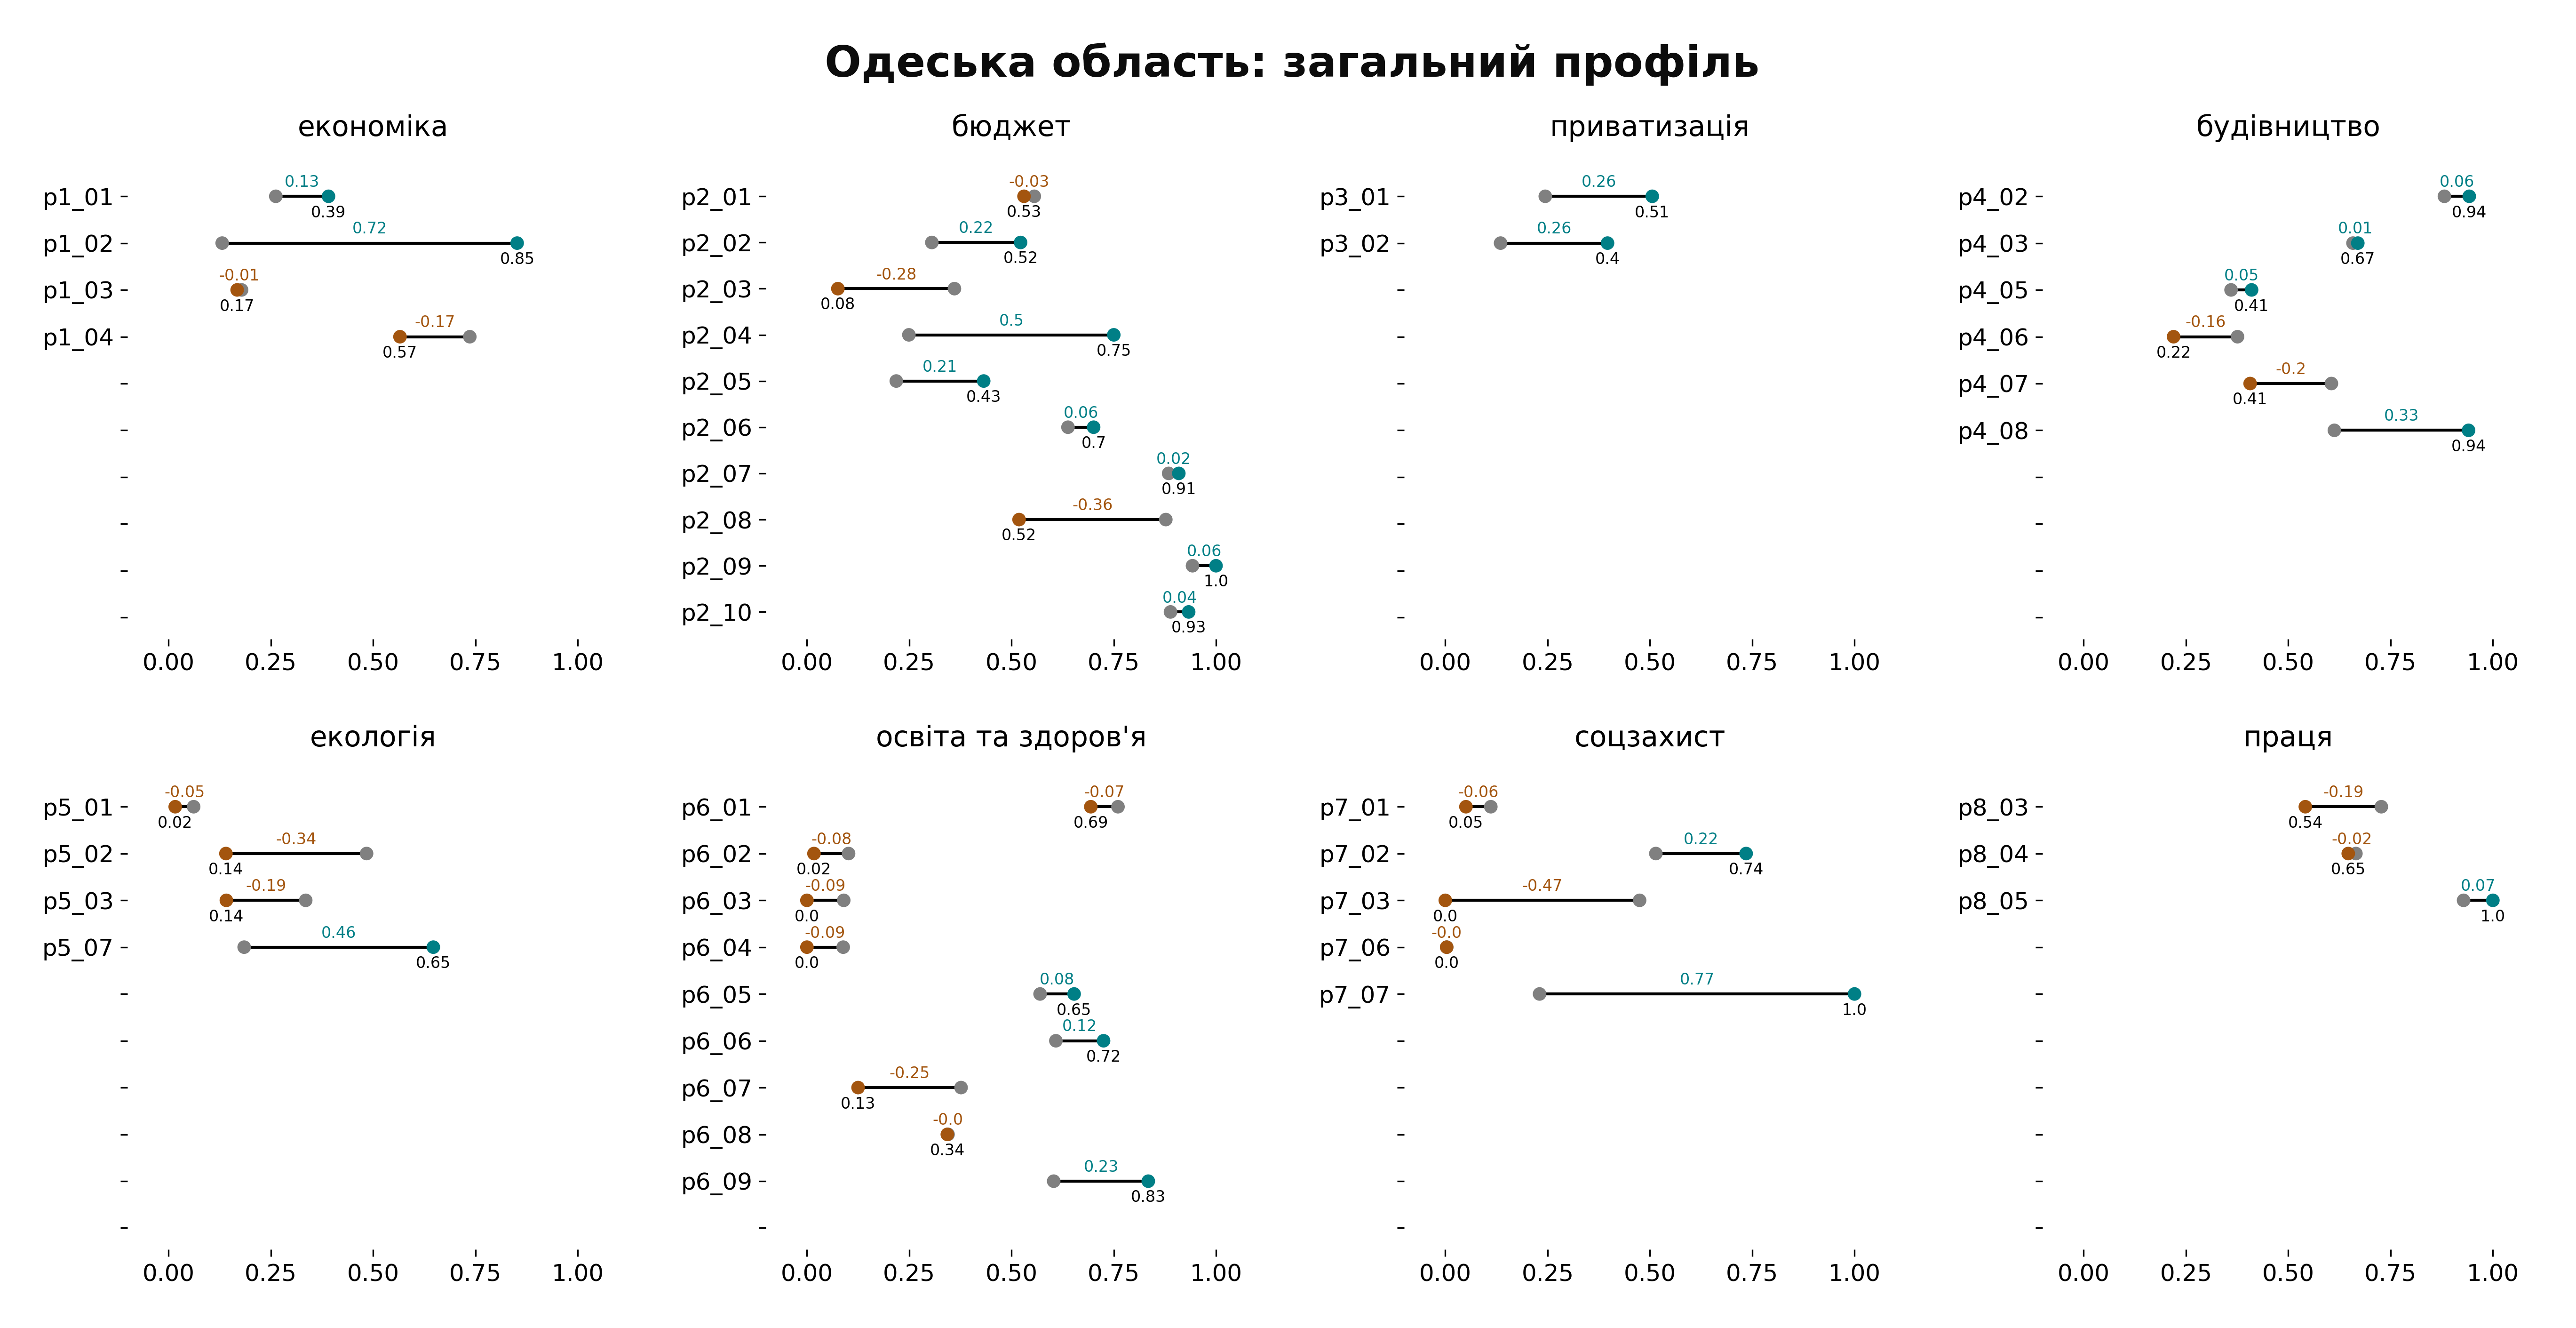 Одеська область: загальний профіль
економіка
p1_01
0.13
0.39
p1_02
0.72
0.85
p1_03
-0.01
0.17
p1_04
-0.17
0.57
0.00 0.25 0.50 0.75 1.00
бюджет
p2_01
-0.03
0.53
p2_02
0.22
0.52
p2_03
-0.28
0.08
p2_04
0.5
0.75
p2_05
0.21
0.43
p2_06
0.06
0.7
p2_07
0.02
0.91
p2_08
-0.36
0.52
p2_09
0.06
1.0
p2_10
0.04
0.93
0.00 0.25 0.50 0.75 1.00
приватизація
p3_01
0.26
0.51
p3_02
0.26
0.4
0.00 0.25 0.50 0.75 1.00
будівництво
p4_02
0.06
0.94
p4_03
0.01
0.67
p4_05
0.05
0.41
p4_06
-0.16
0.22
p4_07
-0.2
0.41
p4_08
0.33
0.94
0.00 0.25 0.50 0.75 1.00
екологія
p5_01
-0.05
0.02
p5_02
-0.34
0.14
p5_03
-0.19
0.14
p5_07
0.46
0.65
0.00 0.25 0.50 0.75 1.00
освіта та здоров'я
p6_01
-0.07
0.69
p6_02
-0.08
0.02
p6_03
-0.09
0.0
p6_04
-0.09
0.0
p6_05
0.08
0.65
p6_06
0.12
0.72
p6_07
-0.25
0.13
p6_08
-0.0
0.34
p6_09
0.23
0.83
0.00 0.25 0.50 0.75 1.00
соцзахист
p7_01
-0.06
0.05
p7_02
0.22
0.74
p7_03
-0.47
0.0
p7_06
-0.0
0.0
p7_07
0.77
1.0
0.00 0.25 0.50 0.75 1.00
праця
p8_03
-0.19
0.54
p8_04
-0.02
0.65
p8_05
0.07
1.0
0.00 0.25 0.50 0.75 1.00